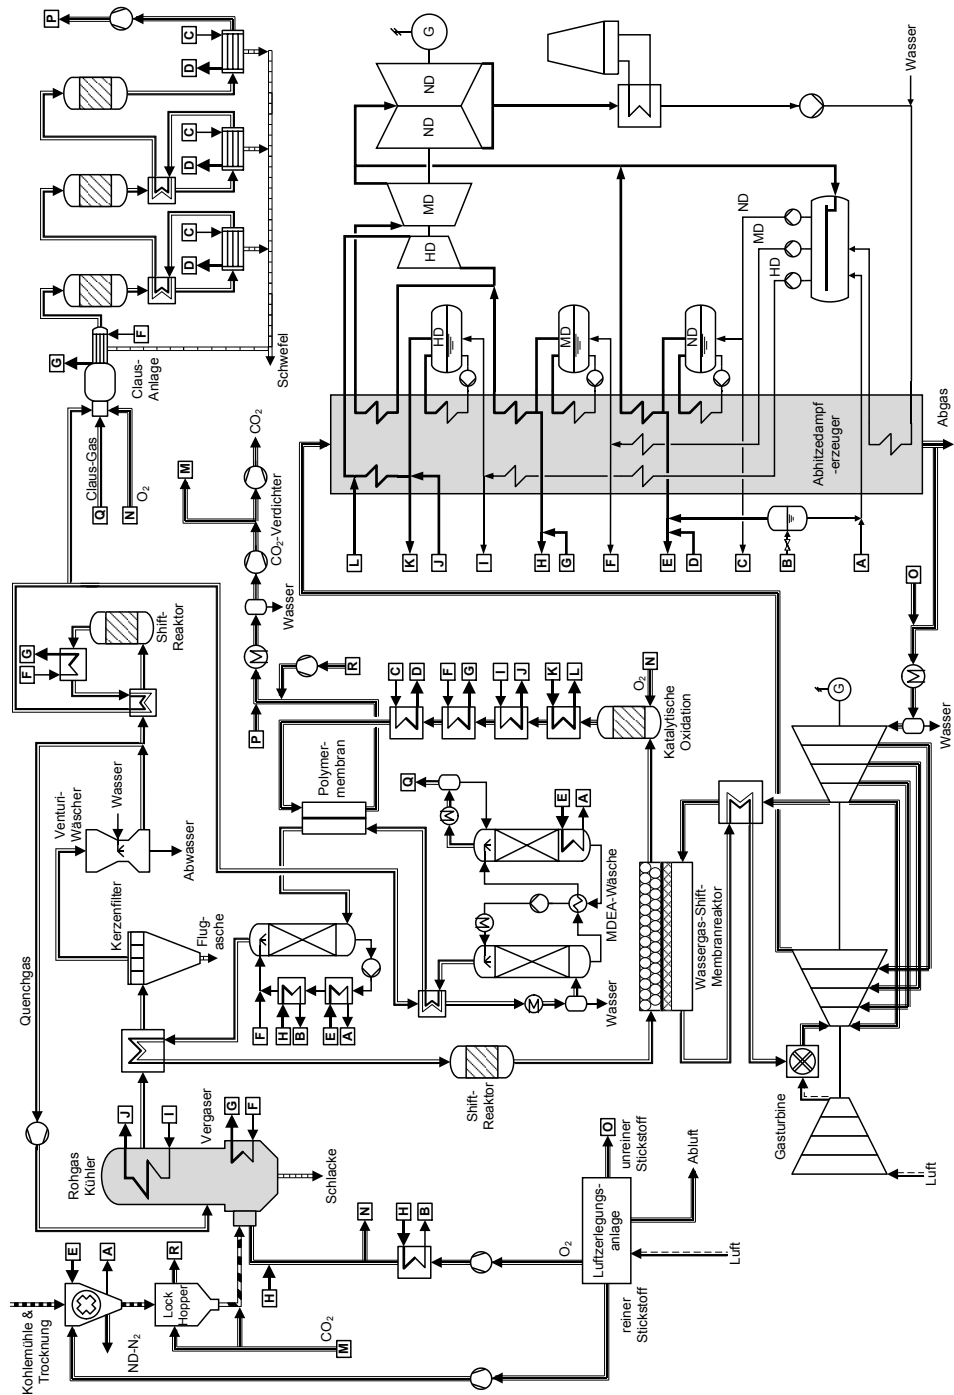 Kohlemühle &
Trocknung
E
A
ND-N2
Lock
Hopper
R
CO2
M
Quenchgas
Rohgas
Kühler
J
I
Vergaser
G
F
Schlacke
H
N
H
B
O2
Luftzerlegungs-
anlage
reiner
Stickstoff
unreiner
Stickstoff
O
Abluft
Luft
Kerzenfilter
Flug-
asche
Venturi-
Wäscher
Wasser
Abwasser
Shift-
Reaktor
F
G
Q
Claus-Gas
N
O2
G
F
Claus-
Anlage
Schwefel
D
C
D
C
D
C
P
M
CO2-Verdichter
CO2
Wasser
R
P
F
H
B
E
A
Polymer-
membran
C
D
F
G
I
J
K
L
N
O2
Katalytische
Oxidation
Shift-
Reaktor
Wasser
MDEA-Wäsche
Q
E
A
Wassergas-Shift-
Membranreaktor
Gasturbine
Luft
G
Wasser
O
L
K
J
I
H
G
F
E
D
C
B
A
HD
MD
ND
Abhitzedampf
-erzeuger
Abgas
HD
MD
ND
HD
MD
ND
ND
G
Wasser